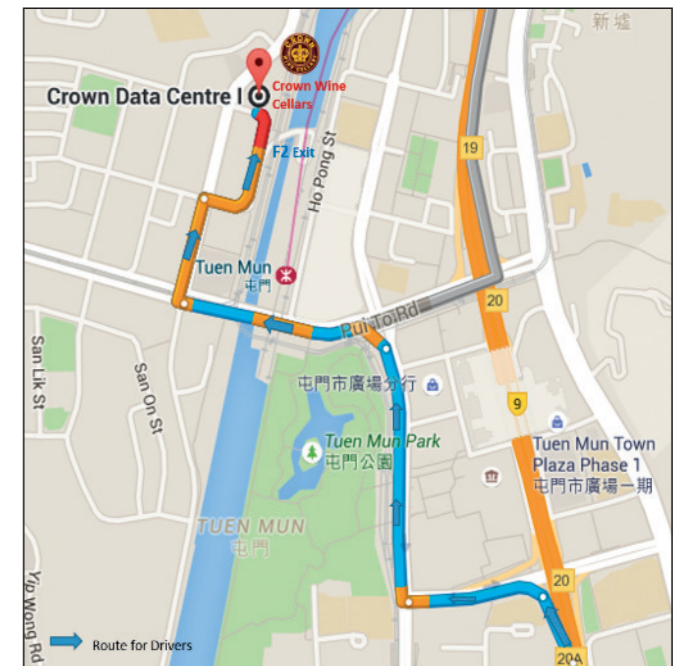 新墟
CROWN
WINE CELLARS
Crown Data Centre I
Crown Wine
Cellars
F2 Exit
19
Ho Pong St
Tuen Mun
屯門
20
Pui To Rd
San Lik St
San On St
屯門市廣場分行
9
Tuen Mun Park
屯門公園
Tuen Mun Town
Plaza Phase 1
屯門市廣場一期
TUEN MUN
屯門
20
Yip Wong Rd
Route for Drivers
20A